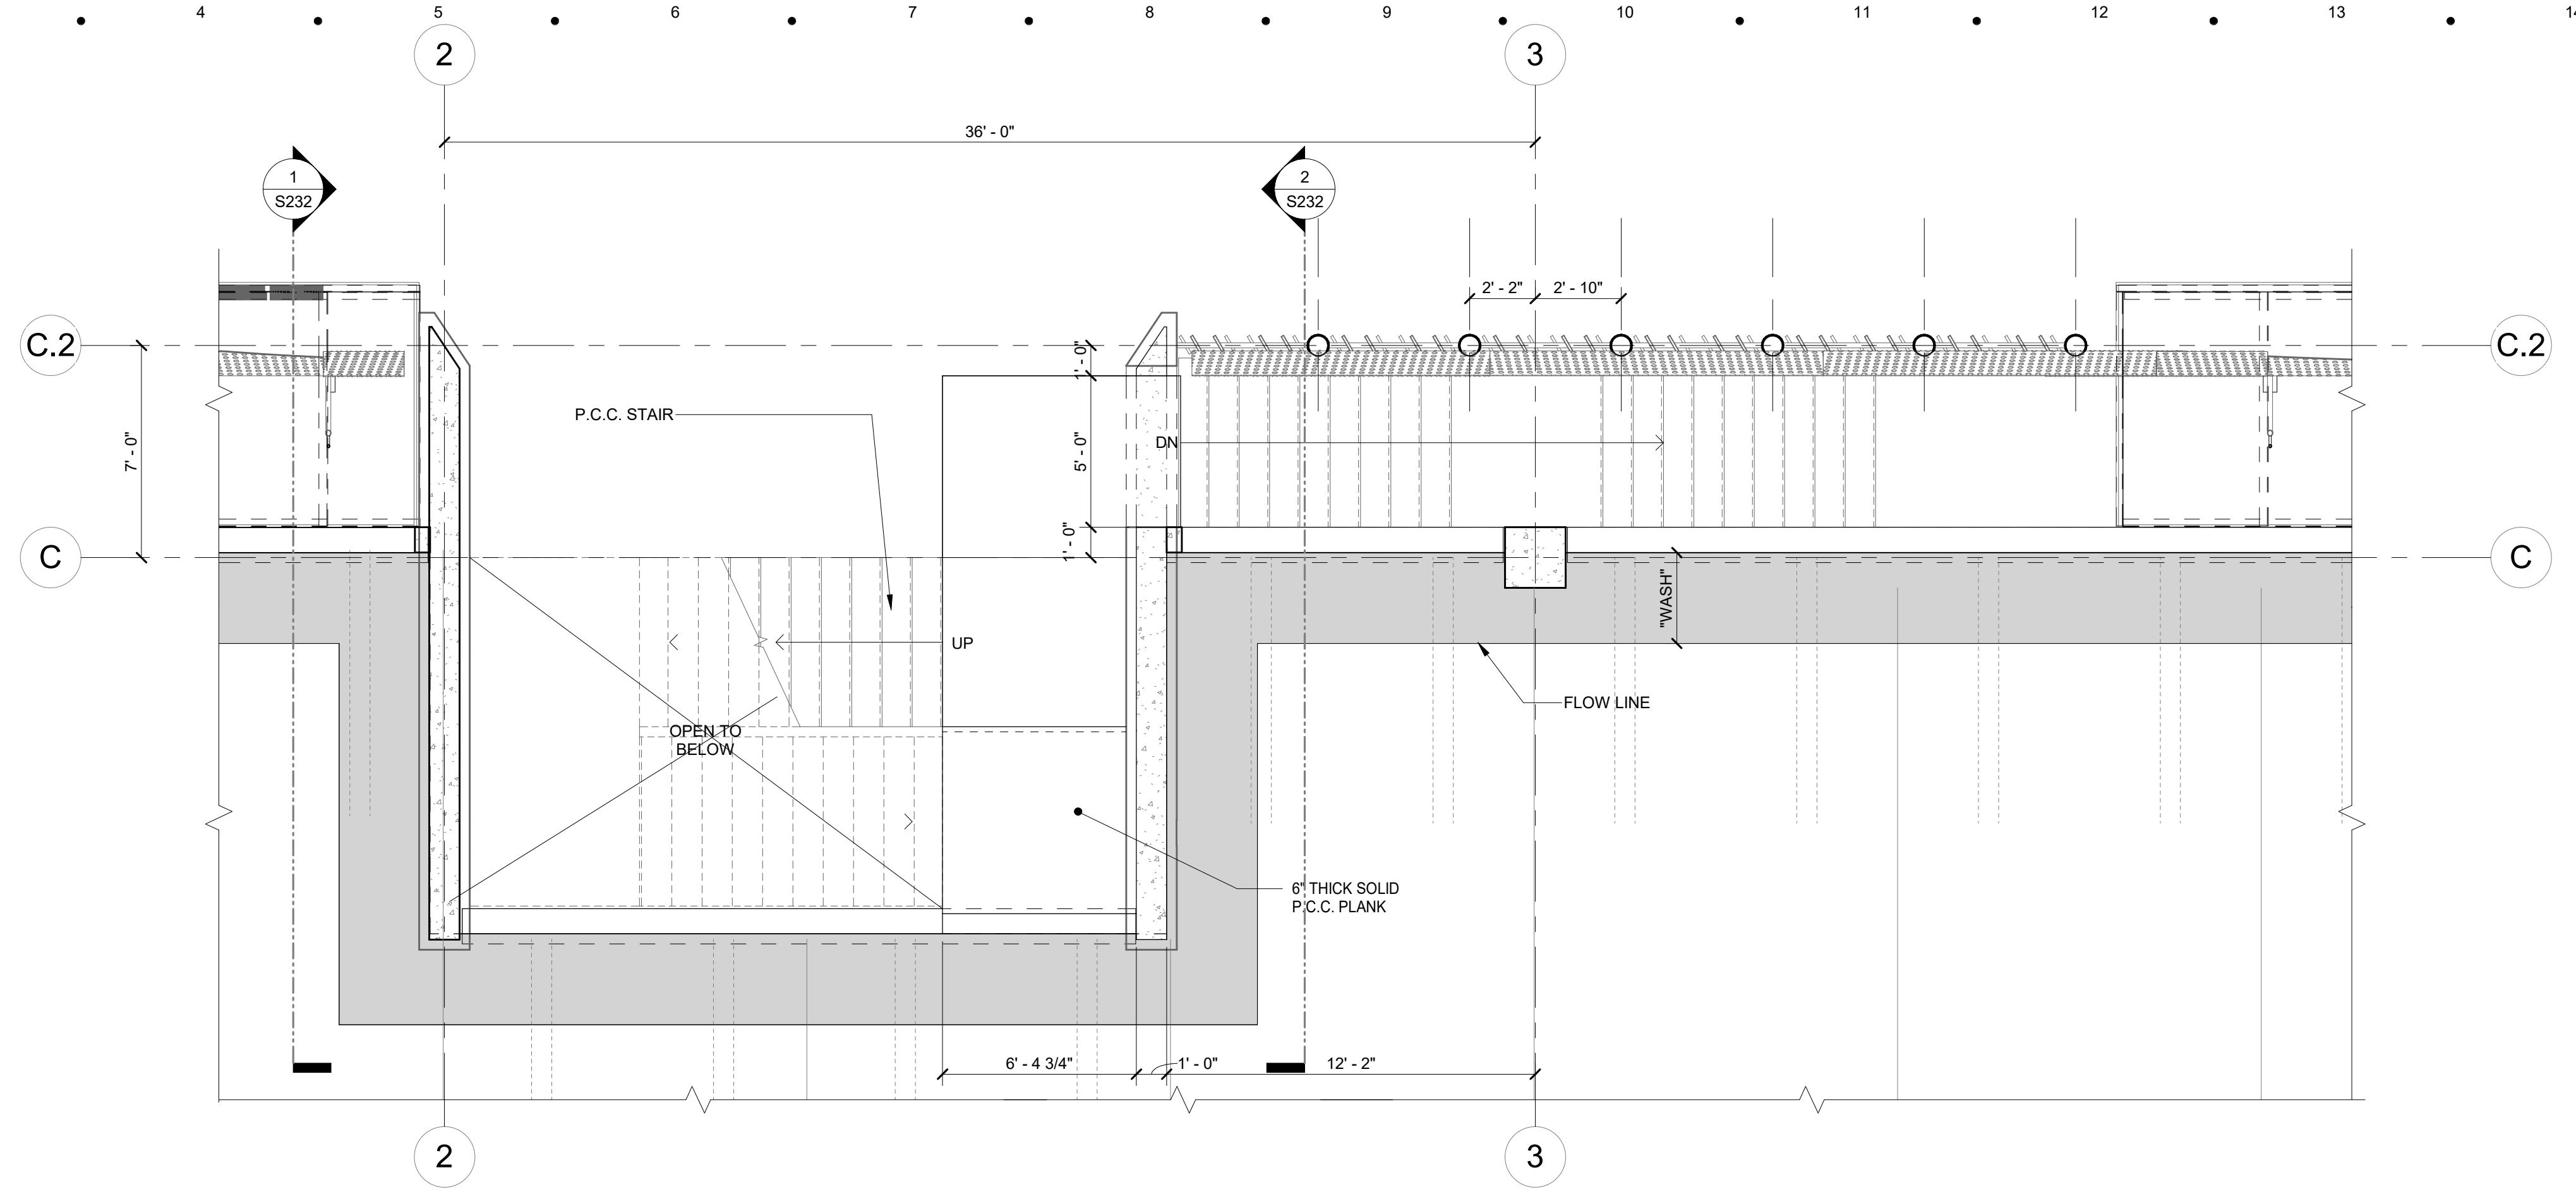 4 5 6 7 8 9 10 11 12 13 14
2 3
36' - 0"
1
S232
2
S232
2' - 2" 2' - 10"
C.2 C.2
1' - 0"
P.C.C. STAIR
DN
5' - 0"
7' - 0"
1' - 0"
C C
"WASH"
UP
FLOW LINE
OPEN TO
BELOW
6" THICK SOLID
P.C.C. PLANK
6' - 4 3/4" 1' - 0" 12' - 2"
2 3